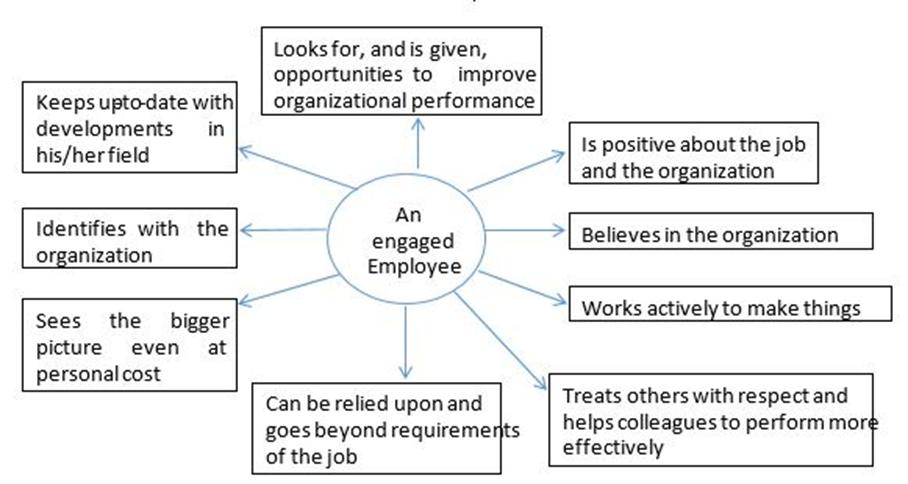 Looks for, and is given,
opportunities to improve
organizational performance
Keeps upto-date with
developments in
his/her field
Is positive about the job
and the organization
An
engaged
Employee
Identifies with the
organization
Believes in the organization
Works actively to make things
Sees the bigger
picture even at
personal cost
Can be relied upon and
goes beyond requirements
of the job
Treats others with respect and
helps colleagues to perform more
effectively